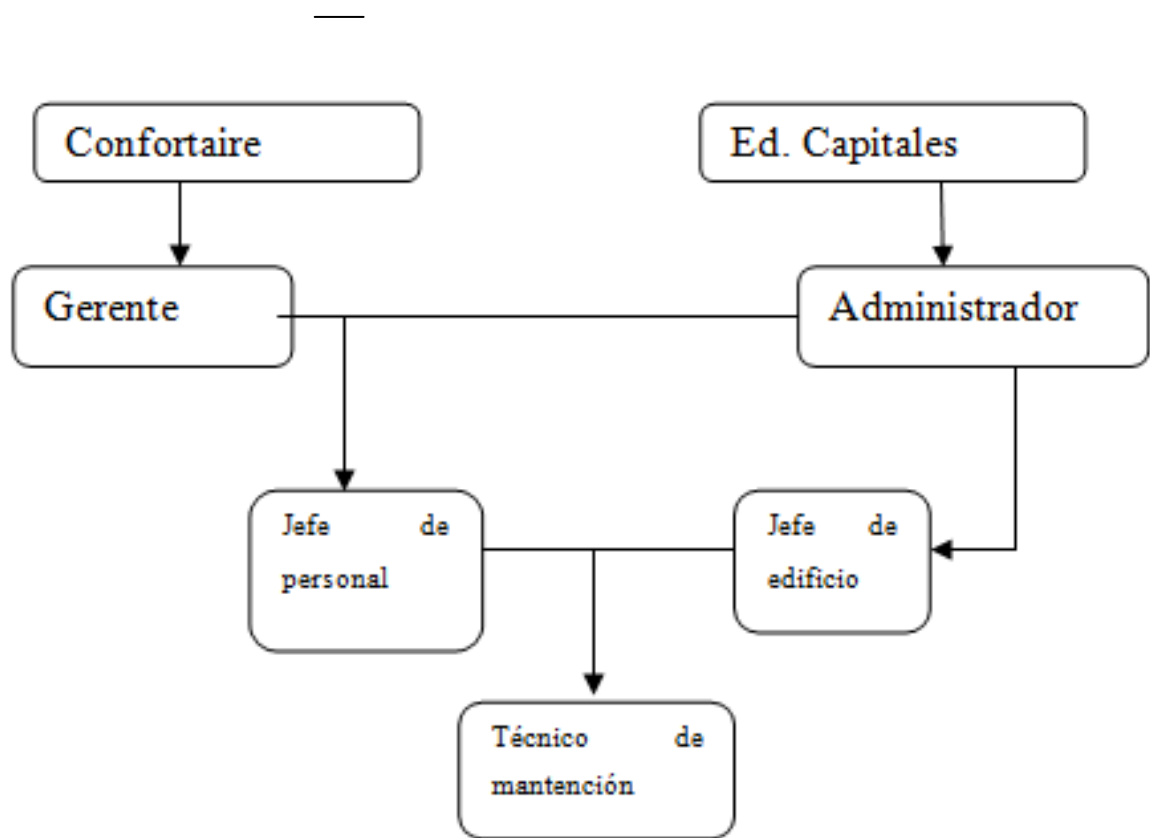 Confortaire
Ed. Capitales
Gerente
Administrador
Jefe de
personal
Jefe de
edificio
Técnico de
mantención